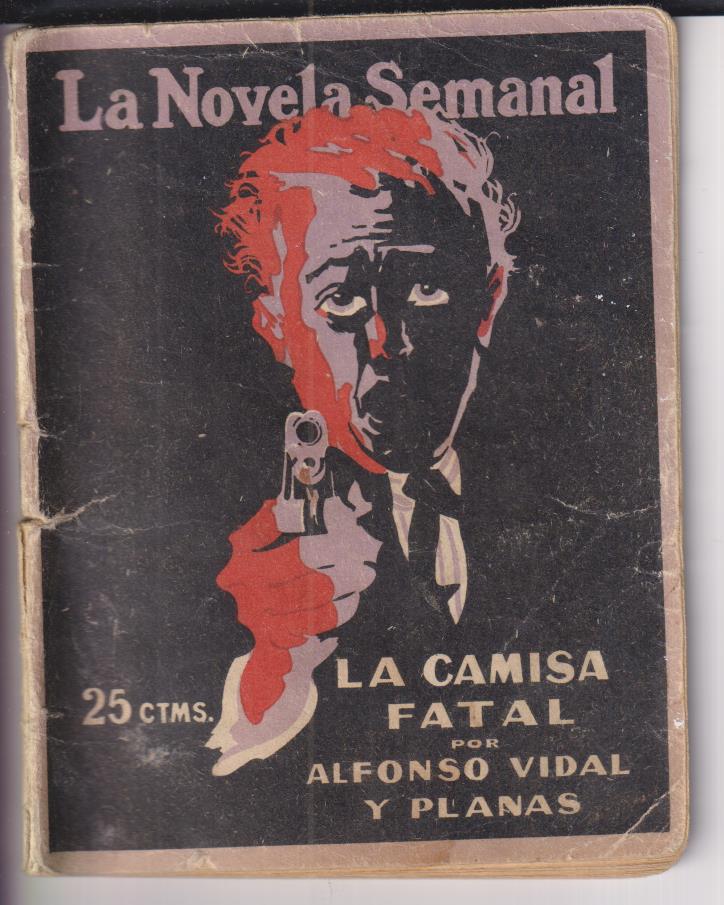 La Novela Semanal
25 CTMS.
LA CAMISA
FATAL
POR
ALFONSO VIDAL
Y PLANAS